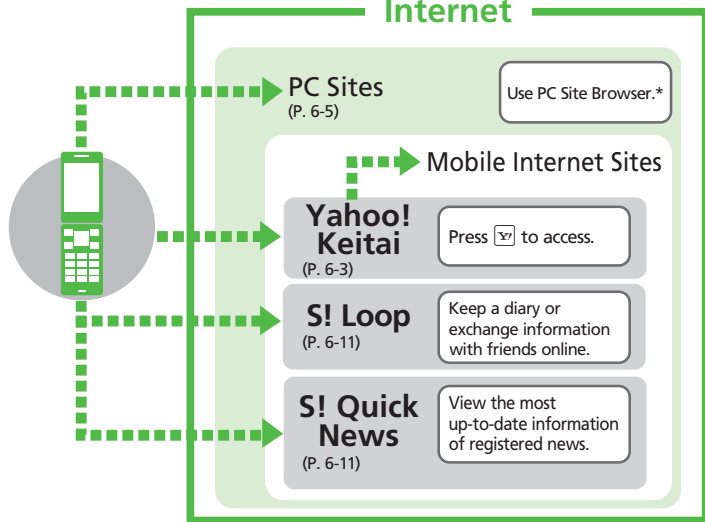 Internet
PC Sites
(P. 6-5)
Use PC Site Browser.*
Mobile Internet Sites
Yahoo!
Keitai
(P. 6-3)
Press Y! to access.
S! Loop
(P. 6-11)
Keep a diary or
exchange information
with friends online.
S! Quick
News
(P. 6-11)
View the most
up-to-date information
of registered news.